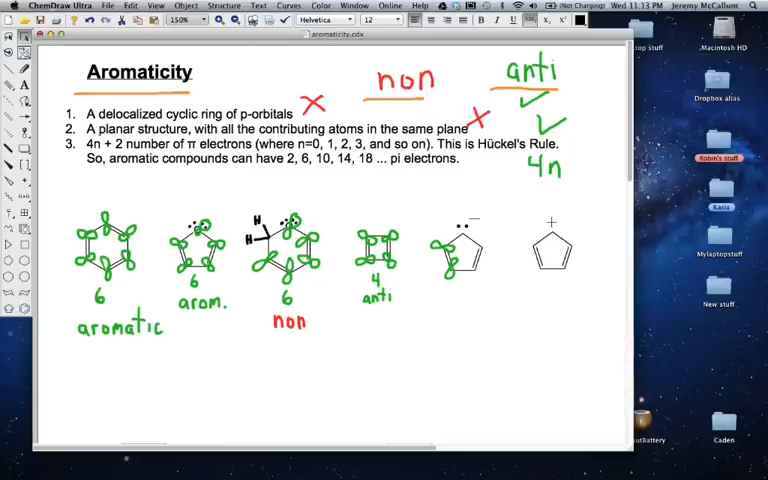 ChemDraw Ultra File Edit View Object Structure Text Curves Colors Search Window Online Help (Not Charging) Wed 11:13 PM Jeremy McCallum
150% Helvetica 12 B I U
aromaticity.cdx
Aromaticity
non
anti
1. A delocalized cyclic ring of p-orbitals
2. A planar structure, with all the contributing atoms in the same plane
3. 4n + 2 number of π electrons (where n=0, 1, 2, 3, and so on). This is Hückel's Rule.
So, aromatic compounds can have 2, 6, 10, 14, 18 ... pi electrons.
4n
H
H
6
6
6
4
aromatic
arom.
non
anti
Macintosh HD
top stuff
Dropbox alias
Robin's stuff
Kasia
Mylaptopstuff
New stuff
Battery
Caden